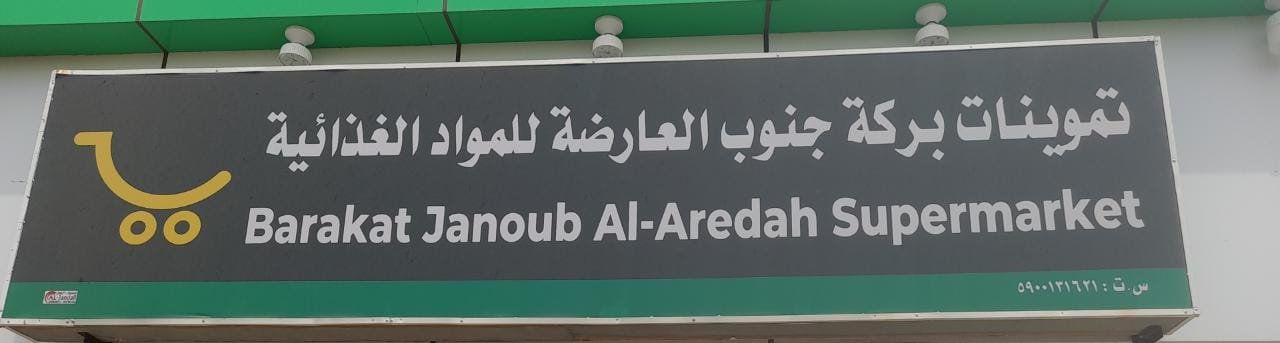 تموينات بركة جنوب العارضة للمواد الغذائية
Barakat Janoub Al-Aredah Supermarket
س.ت : ٥٩٠٠١٣١٦٢١